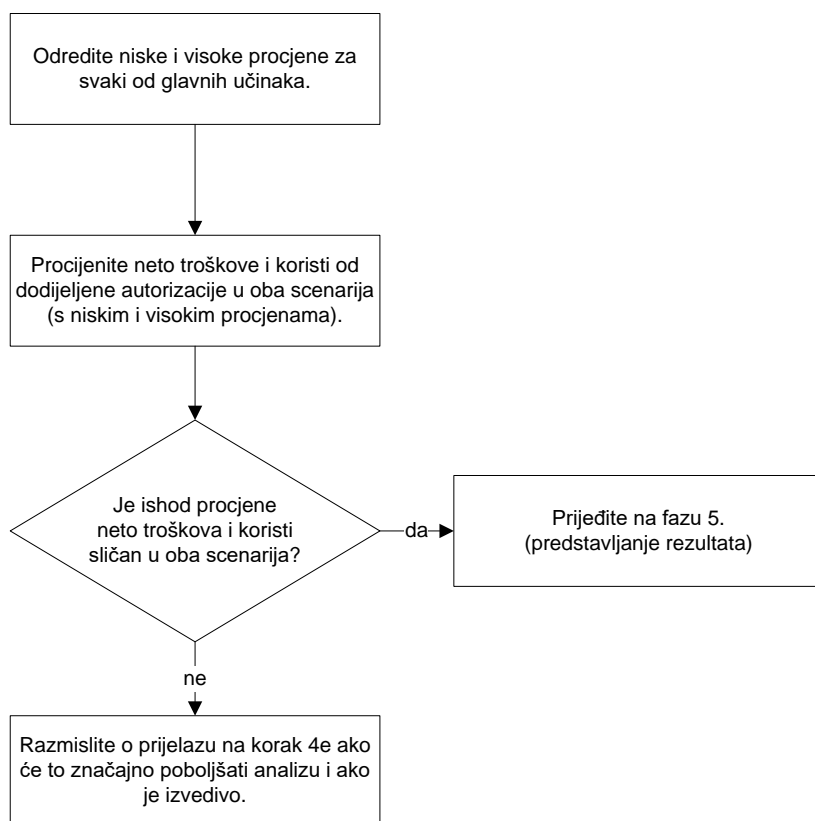 Odredite niske i visoke procjene za
svaki od glavnih učinaka.
Procijenite neto troškove i koristi od
dodijeljene autorizacije u oba scenarija
(s niskim i visokim procjenama).
Je ishod procjene
neto troškova i koristi
sličan u oba scenarija?
da
Prijeđite na fazu 5.
(predstavljanje rezultata)
ne
Razmislite o prijelazu na korak 4e ako
će to značajno poboljšati analizu i ako
je izvedivo.